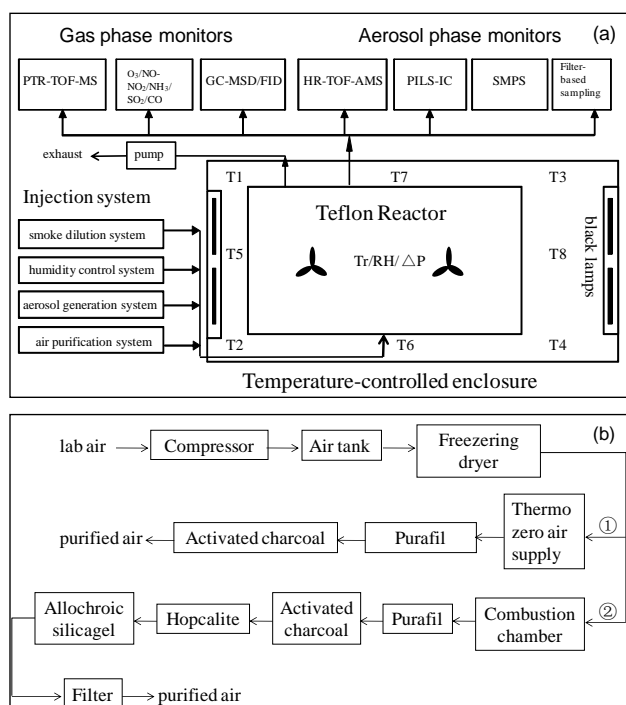 Gas phase monitors
Aerosol phase monitors
(a)
PTR-TOF-MS
O3/NO-
NO2/NH3/
SO2/CO
GC-MSD/FID
HR-TOF-AMS
PILS-IC
SMPS
Filter-
based
sampling
exhaust
pump
T1
T7
T3
Injection system
Teflon Reactor
smoke dilution system
T5
Tr/RH/△P
T8
black lamps
humidity control system
aerosol generation system
air purification system
T2
T6
T4
Temperature-controlled enclosure
(b)
lab air
Compressor
Air tank
Freezering
dryer
purified air
Activated charcoal
Purafil
Thermo
zero air
supply
①
Allochroic
silicagel
Hopcalite
Activated
charcoal
Purafil
Combustion
chamber
②
Filter
purified air